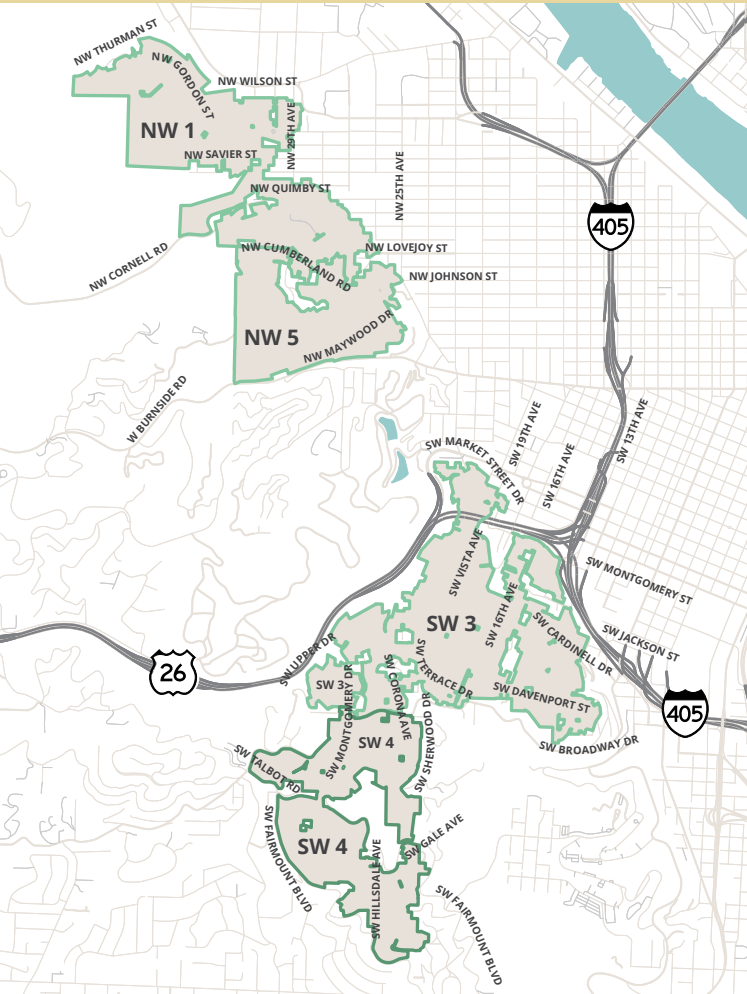 NW THURMAN ST
NW GORDON ST
NW WILSON ST
NW 1
NW 29TH AVE
NW SAVIER ST
NW 25TH AVE
NW QUIMBY ST
405
NW CORNELL RD
NW CUMBERLAND RD
NW LOVEJOY ST
NW JOHNSON ST
NW 5
NW MAYWOOD DR
W BURNSIDE RD
SW MARKET STREET DR
SW 19TH AVE
SW 16TH AVE
SW 13TH AVE
SW VISTA AVE
SW MONTGOMERY ST
SW 3
SW 16TH AVE
SW CARDINELL DR
SW JACKSON ST
SW UPPER DR
26
SW 3
SW MONTGOMERY DR
SW CORONA AVE
SW TERRACE DR
SW DAVENPORT ST
405
SW SHERWOOD DR
SW BROADWAY DR
SW 4
SW TALBOT RD
SW FAIRMOUNT BLVD
SW 4
SW HILLSDALE AVE
SW GALE AVE
SW FAIRMOUNT BLVD